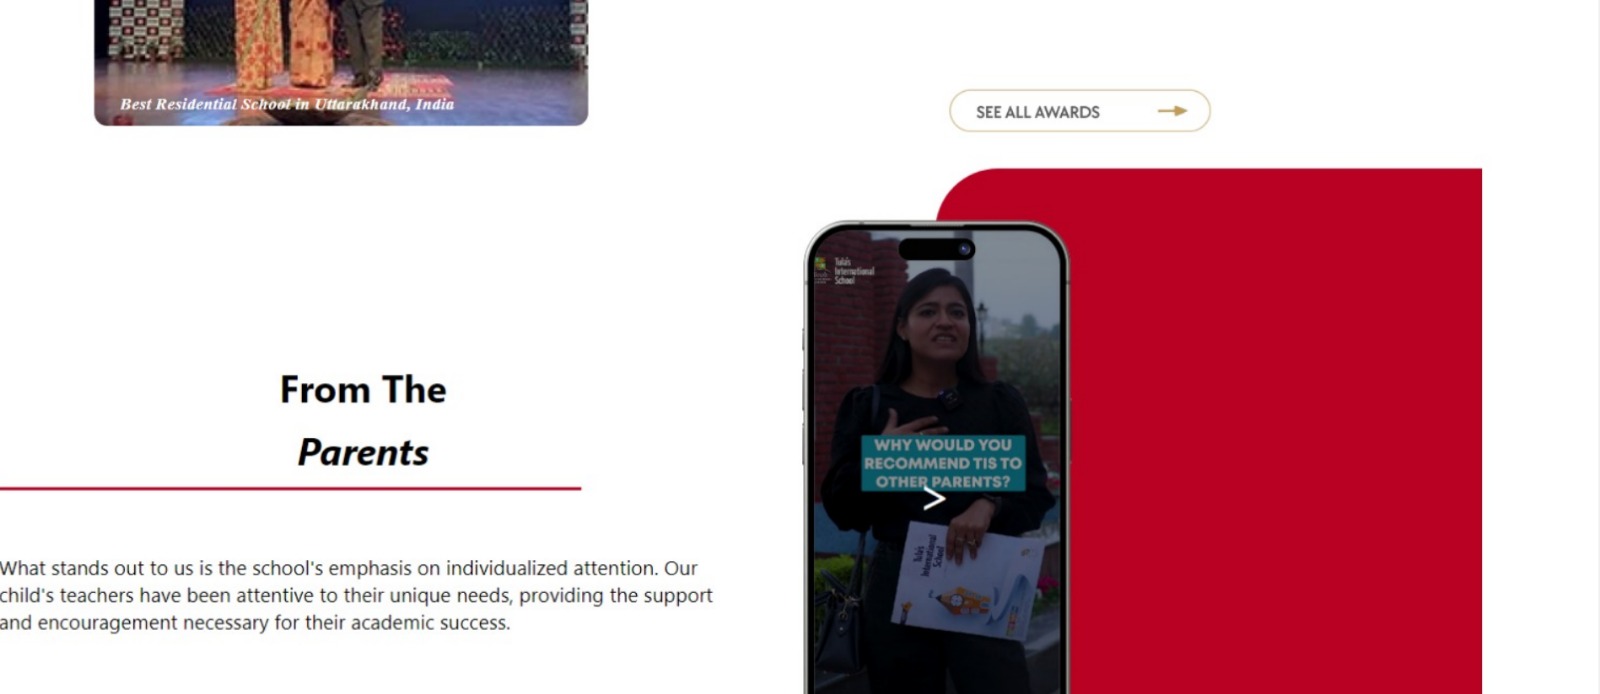 Best Residential School in Uttarakhand, India
SEE ALL AWARDS
From The
Parents
What stands out to us is the school's emphasis on individualized attention. Our
child's teachers have been attentive to their unique needs, providing the support
and encouragement necessary for their academic success.
Tula's
International
School
WHY WOULD YOU
RECOMMEND TIS TO
OTHER PARENTS?
>
Tula's
International
School